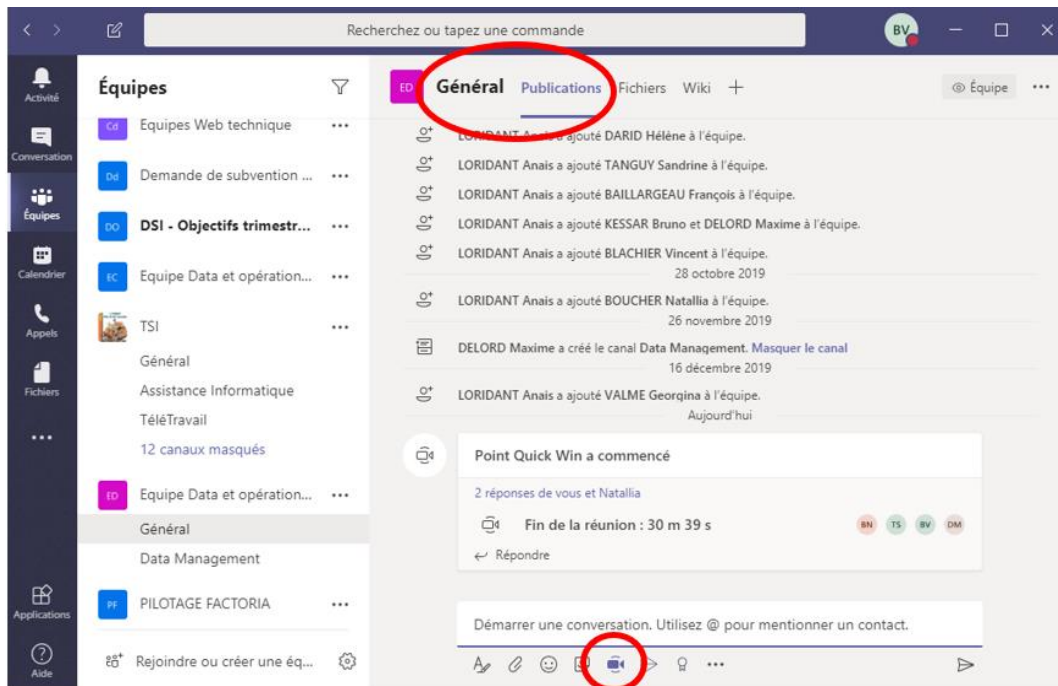 Recherchez ou tapez une commande
BV
Activité
Conversation
Équipes
Calendrier
Appels
Fichiers
Applications
Aide
Équipes
Cd Equipes Web technique
Dd Demande de subvention ...
DO DSI - Objectifs trimestr...
EC Equipe Data et opération...
TSI
Général
Assistance Informatique
TéléTravail
12 canaux masqués
ED Equipe Data et opération...
Général
Data Management
PF PILOTAGE FACTORIA
Rejoindre ou créer une éq...
ED Général Publications Fichiers Wiki + Équipe
LORIDANT Anais a ajouté DARID Hélène à l'équipe.
LORIDANT Anais a ajouté TANGUY Sandrine à l'équipe.
LORIDANT Anais a ajouté BAILLARGEAU François à l'équipe.
LORIDANT Anais a ajouté KESSAR Bruno et DELORD Maxime à l'équipe.
LORIDANT Anais a ajouté BLACHIER Vincent à l'équipe.
28 octobre 2019
LORIDANT Anais a ajouté BOUCHER Natallia à l'équipe.
26 novembre 2019
DELORD Maxime a créé le canal Data Management. Masquer le canal
16 décembre 2019
LORIDANT Anais a ajouté VALME Georgina à l'équipe.
Aujourd'hui
Point Quick Win a commencé
2 réponses de vous et Natallia
Fin de la réunion : 30 m 39 s BN TS BV DM
Répondre
Démarrer une conversation. Utilisez @ pour mentionner un contact.